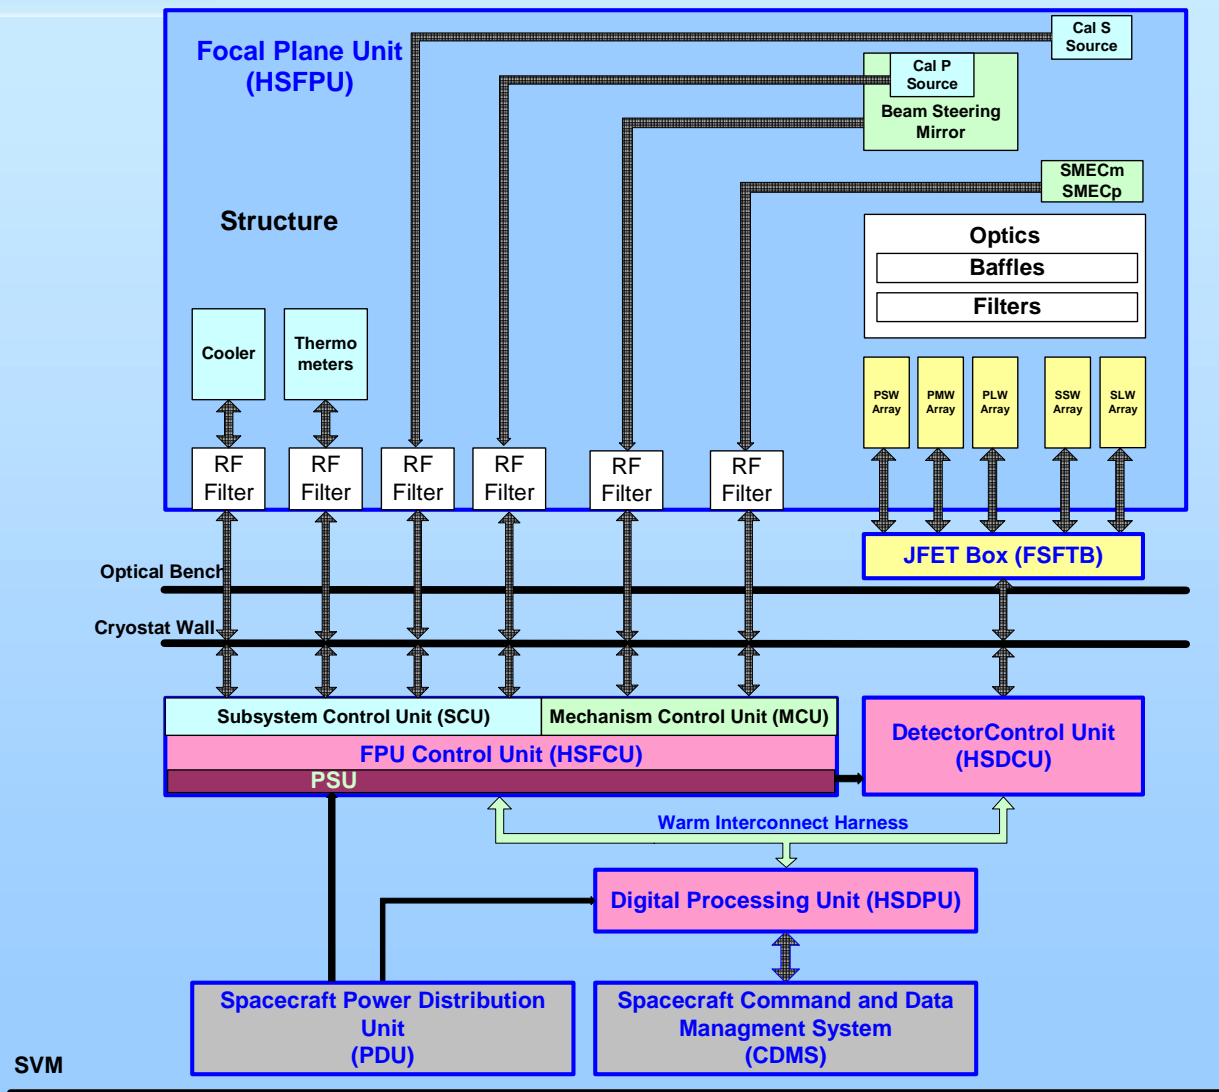 Focal Plane Unit
(HSFPU)
Cal S
Source
Cal P
Source
Beam Steering
Mirror
SMECm
SMECp
Structure
Optics
Baffles
Filters
Cooler
Thermo
meters
PSW
Array
PMW
Array
PLW
Array
SSW
Array
SLW
Array
RF
Filter
RF
Filter
RF
Filter
RF
Filter
RF
Filter
RF
Filter
JFET Box (FSFTB)
Optical Bench
Cryostat Wall
Subsystem Control Unit (SCU)
Mechanism Control Unit (MCU)
FPU Control Unit (HSFCU)
PSU
DetectorControl Unit
(HSDCU)
Warm Interconnect Harness
Digital Processing Unit (HSDPU)
Spacecraft Power Distribution
Unit
(PDU)
Spacecraft Command and Data
Managment System
(CDMS)
SVM